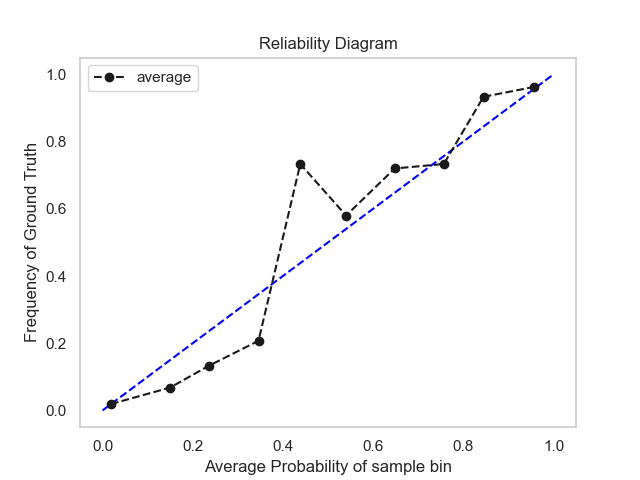 Reliability Diagram
average
Frequency of Ground Truth
1.0
0.8
0.6
0.4
0.2
0.0
0.0 0.2 0.4 0.6 0.8 1.0
Average Probability of sample bin